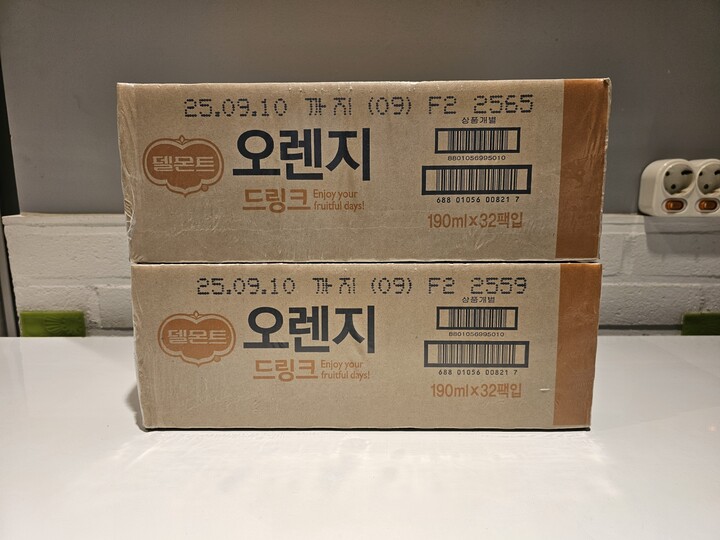 25.09.10 까지 (09) F2 2565
상품개별
델몬트
오렌지
8801056995010
드링크
Enjoy your
fruitful days!
688 01056 00821 7
190ml×32팩입
25.09.10 까지 (09) F2 2559
상품개별
델몬트
오렌지
8801056995010
드링크
Enjoy your
fruitful days!
688 01056 00821 7
190ml×32팩입